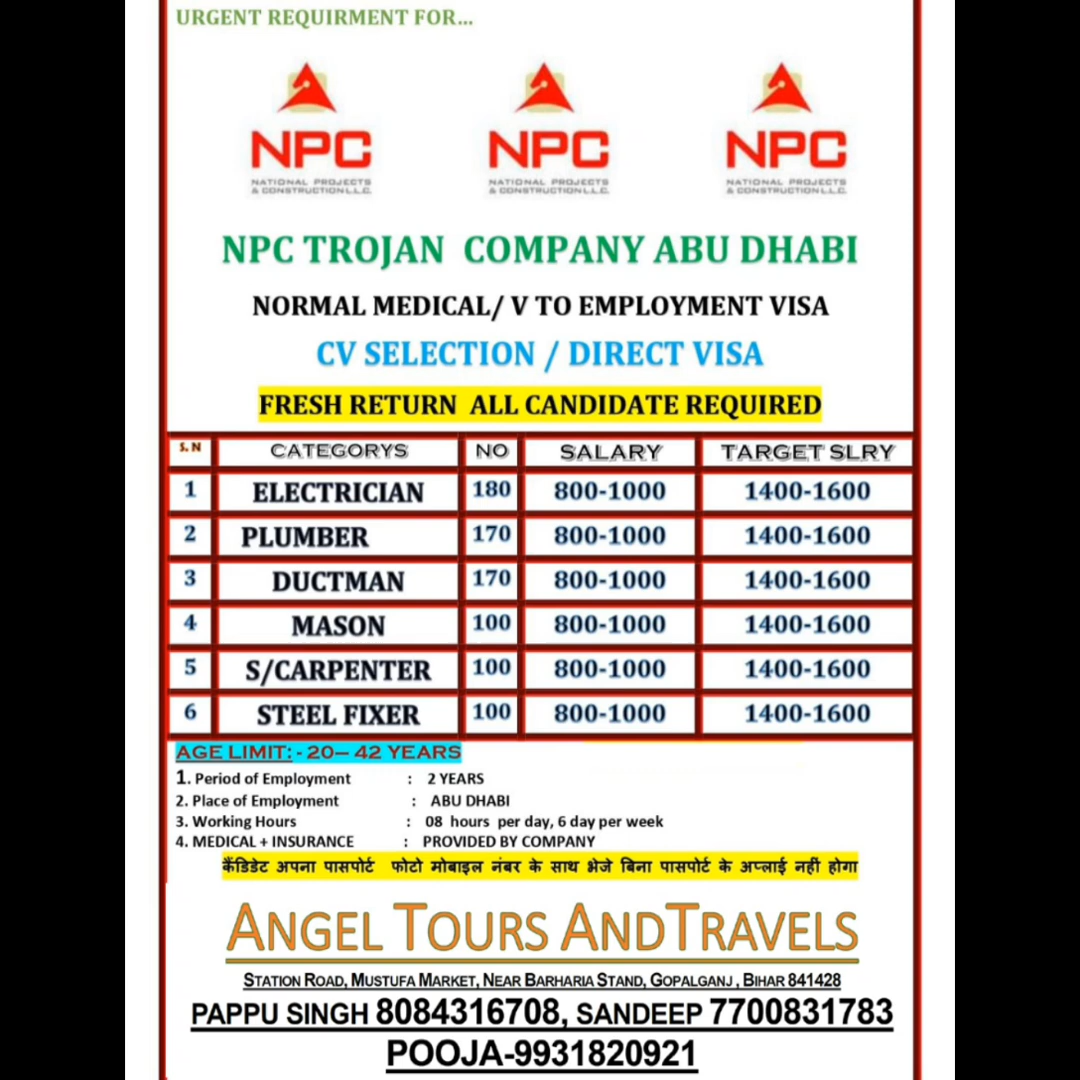 URGENT REQUIRMENT FOR...
NPC NPC NPC
NATIONAL PROJECTS NATIONAL PROJECTS NATIONAL PROJECTS
& CONSTRUCTION L.L.C. & CONSTRUCTION L.L.C. & CONSTRUCTION L.L.C.
NPC TROJAN COMPANY ABU DHABI
NORMAL MEDICAL/ V TO EMPLOYMENT VISA
CV SELECTION / DIRECT VISA
FRESH RETURN ALL CANDIDATE REQUIRED
S.N CATEGORYS NO SALARY TARGET SLRY
1 ELECTRICIAN 180 800-1000 1400-1600
2 PLUMBER 170 800-1000 1400-1600
3 DUCTMAN 170 800-1000 1400-1600
4 MASON 100 800-1000 1400-1600
5 S/CARPENTER 100 800-1000 1400-1600
6 STEEL FIXER 100 800-1000 1400-1600
AGE LIMIT: - 20– 42 YEARS
1. Period of Employment : 2 YEARS
2. Place of Employment : ABU DHABI
3. Working Hours : 08 hours per day, 6 day per week
4. MEDICAL + INSURANCE : PROVIDED BY COMPANY
कैंडिडेट अपना पासपोर्ट फोटो मोबाइल नंबर के साथ भेजे बिना पासपोर्ट के अप्लाई नहीं होगा
ANGEL TOURS ANDTRAVELS
STATION ROAD, MUSTUFA MARKET, NEAR BARHARIA STAND, GOPALGANJ , BIHAR 841428
PAPPU SINGH 8084316708, SANDEEP 7700831783
POOJA-9931820921